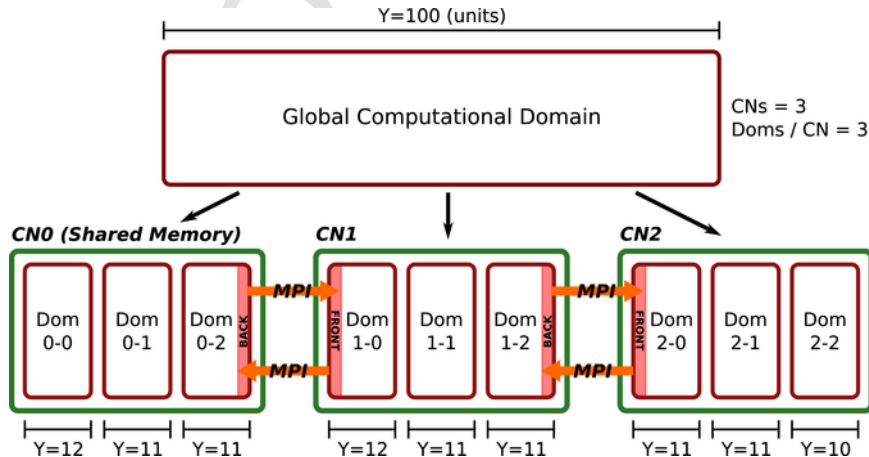 Y=100 (units)
Global Computational Domain
CNs = 3
Doms / CN = 3
CN0 (Shared Memory)
CN1
CN2
Dom
0-0
Dom
0-1
Dom
0-2
BACK
MPI
MPI
FRONT
Dom
1-0
Dom
1-1
Dom
1-2
BACK
MPI
MPI
FRONT
Dom
2-0
Dom
2-1
Dom
2-2
Y=12
Y=11
Y=11
Y=12
Y=11
Y=11
Y=11
Y=11
Y=10